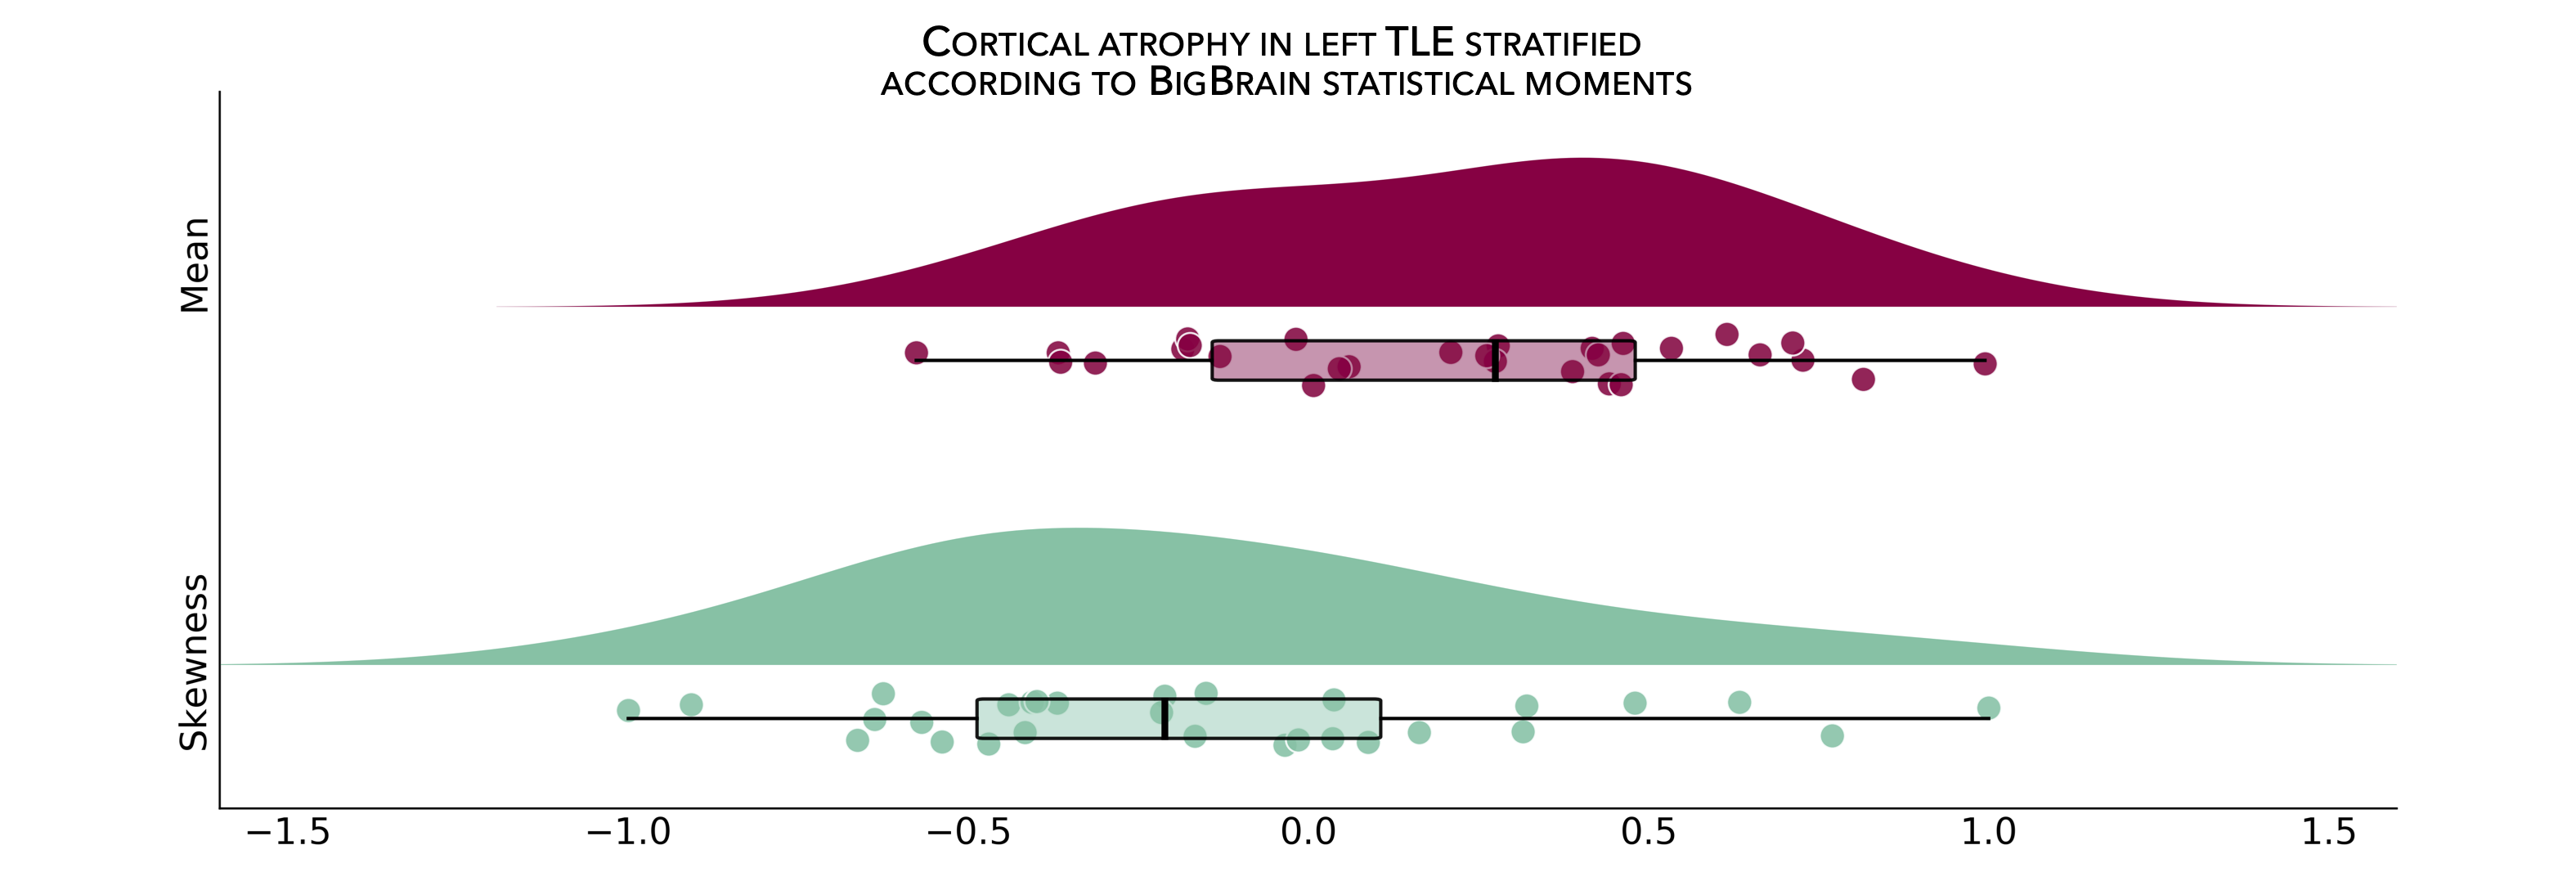 Cortical atrophy in left TLE stratified
according to BigBrain statistical moments
Mean
Skewness
−1.5 −1.0 −0.5 0.0 0.5 1.0 1.5